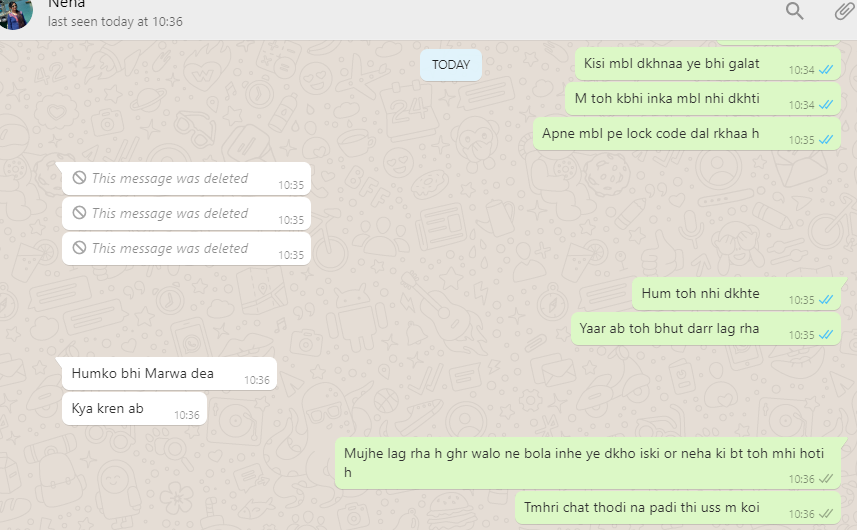 Neha
last seen today at 10:36
TODAY
Kisi mbl dkhnaa ye bhi galat 10:34
M toh kbhi inka mbl nhi dkhti 10:34
Apne mbl pe lock code dal rkhaa h 10:35
This message was deleted 10:35
This message was deleted 10:35
This message was deleted 10:35
Hum toh nhi dkhte 10:35
Yaar ab toh bhut darr lag rha 10:35
Humko bhi Marwa dea 10:36
Kya kren ab 10:36
Mujhe lag rha h ghr walo ne bola inhe ye dkho iski or neha ki bt toh mhi hoti
h 10:36
Tmhri chat thodi na padi thi uss m koi 10:36